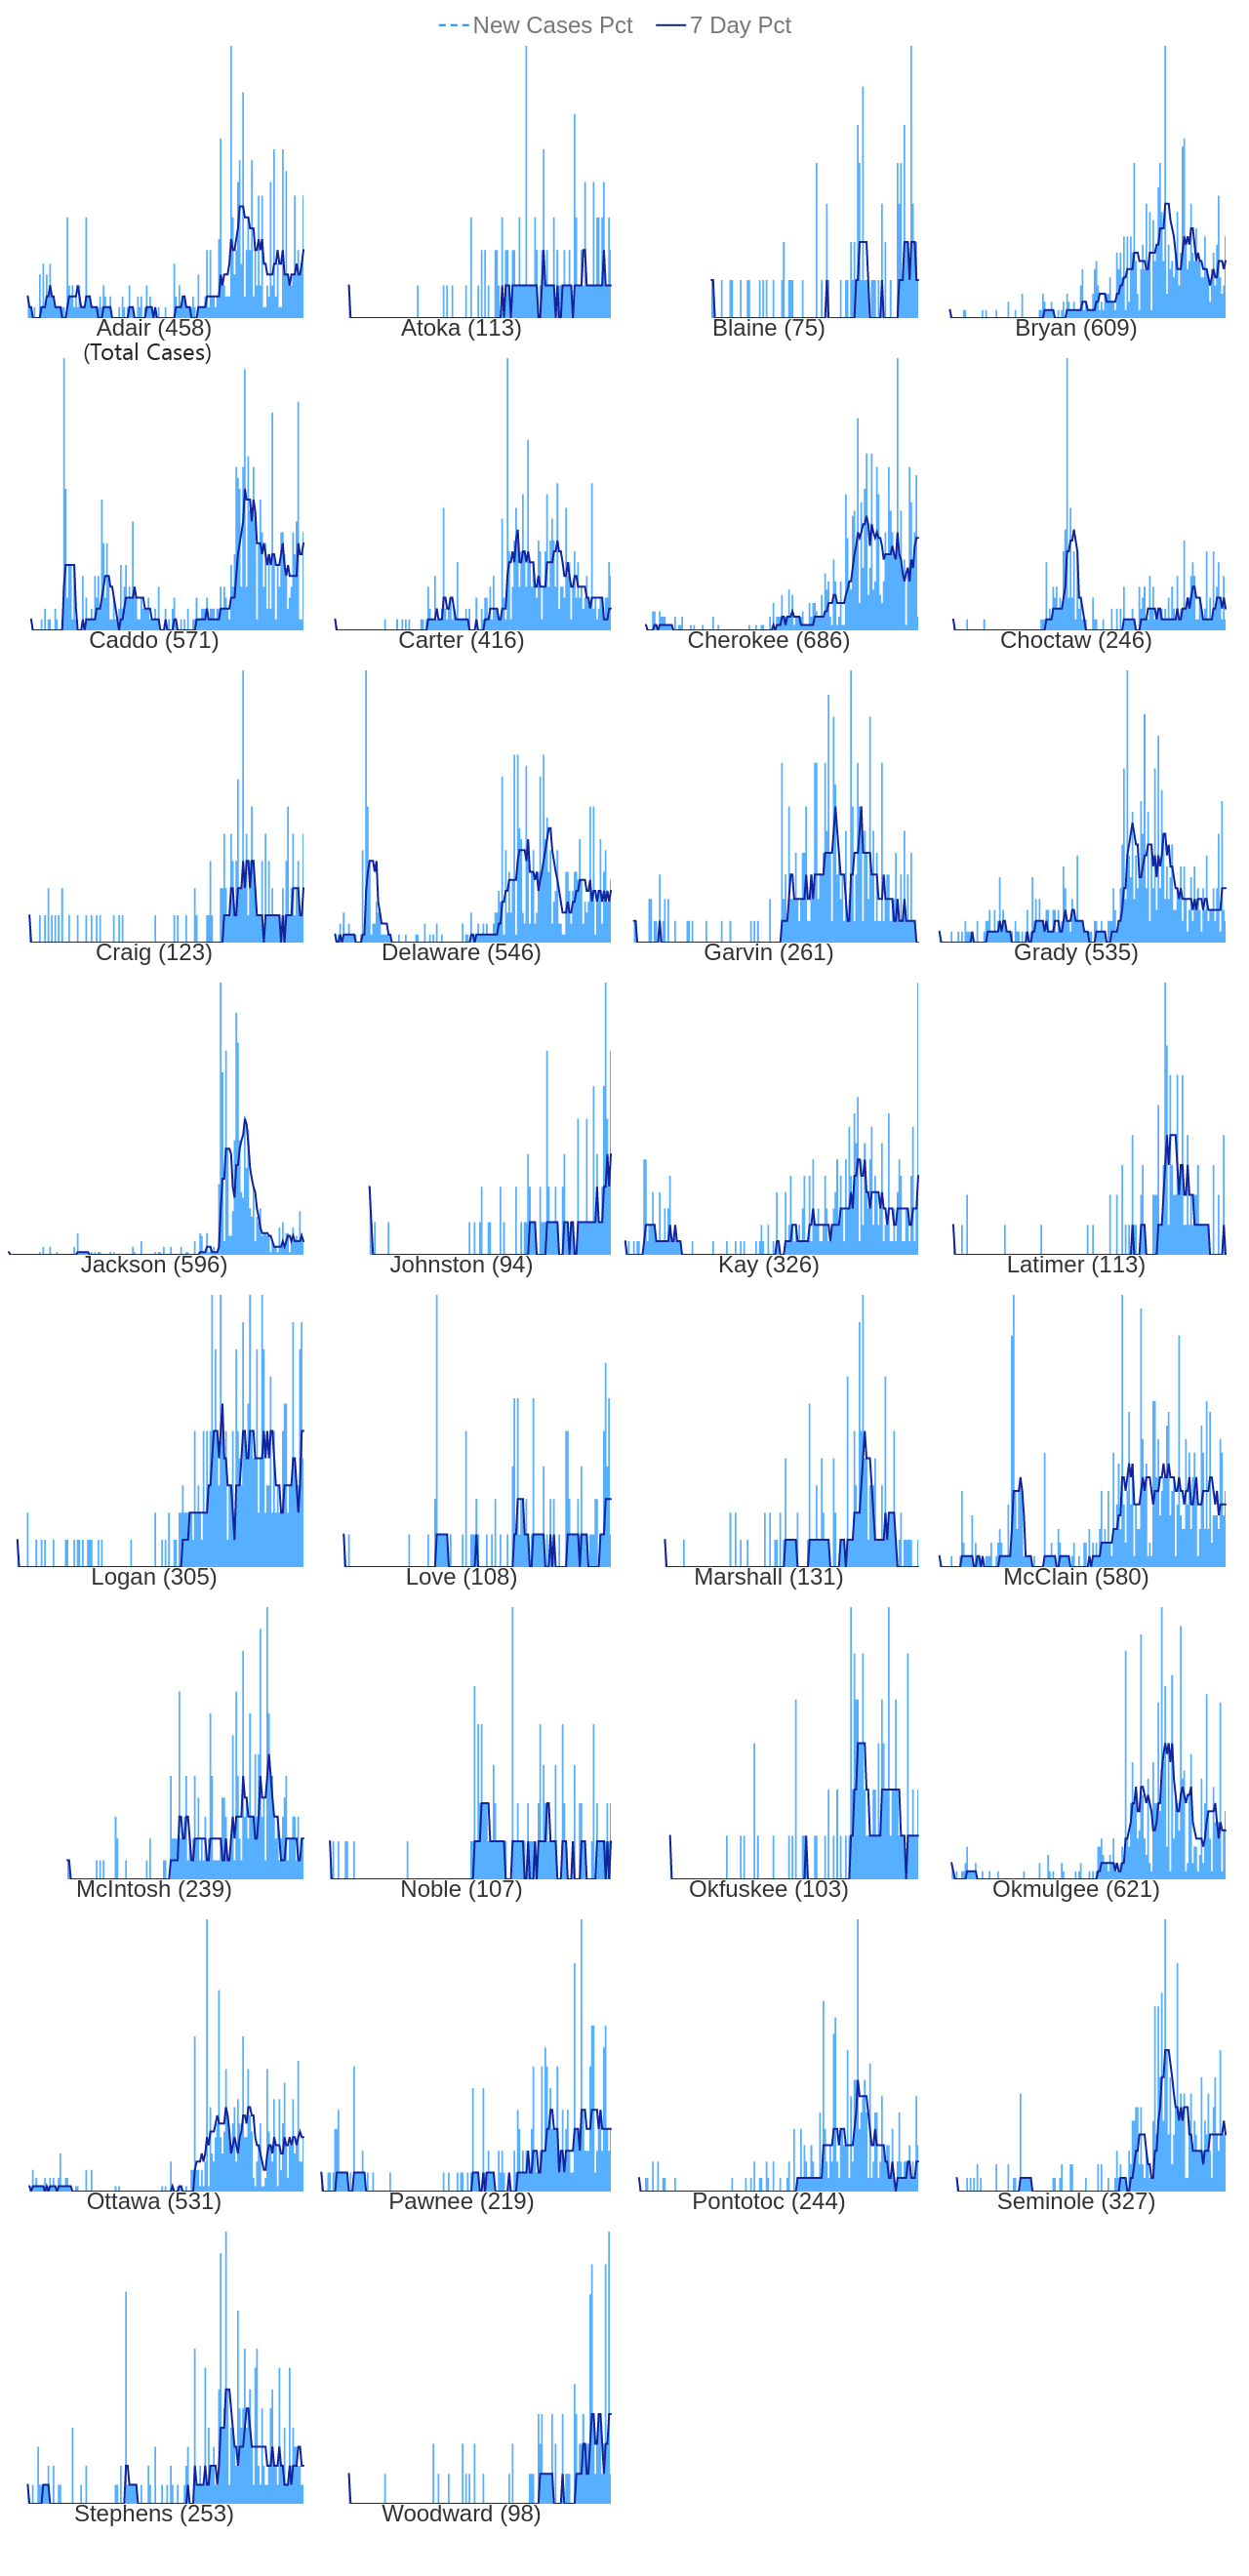 New Cases Pct 7 Day Pct
Adair (458) Atoka (113) Blaine (75) Bryan (609)
(Total Cases)
Caddo (571) Carter (416) Cherokee (686) Choctaw (246)
Craig (123) Delaware (546) Garvin (261) Grady (535)
Jackson (596) Johnston (94) Kay (326) Latimer (113)
Logan (305) Love (108) Marshall (131) McClain (580)
McIntosh (239) Noble (107) Okfuskee (103) Okmulgee (621)
Ottawa (531) Pawnee (219) Pontotoc (244) Seminole (327)
Stephens (253) Woodward (98)